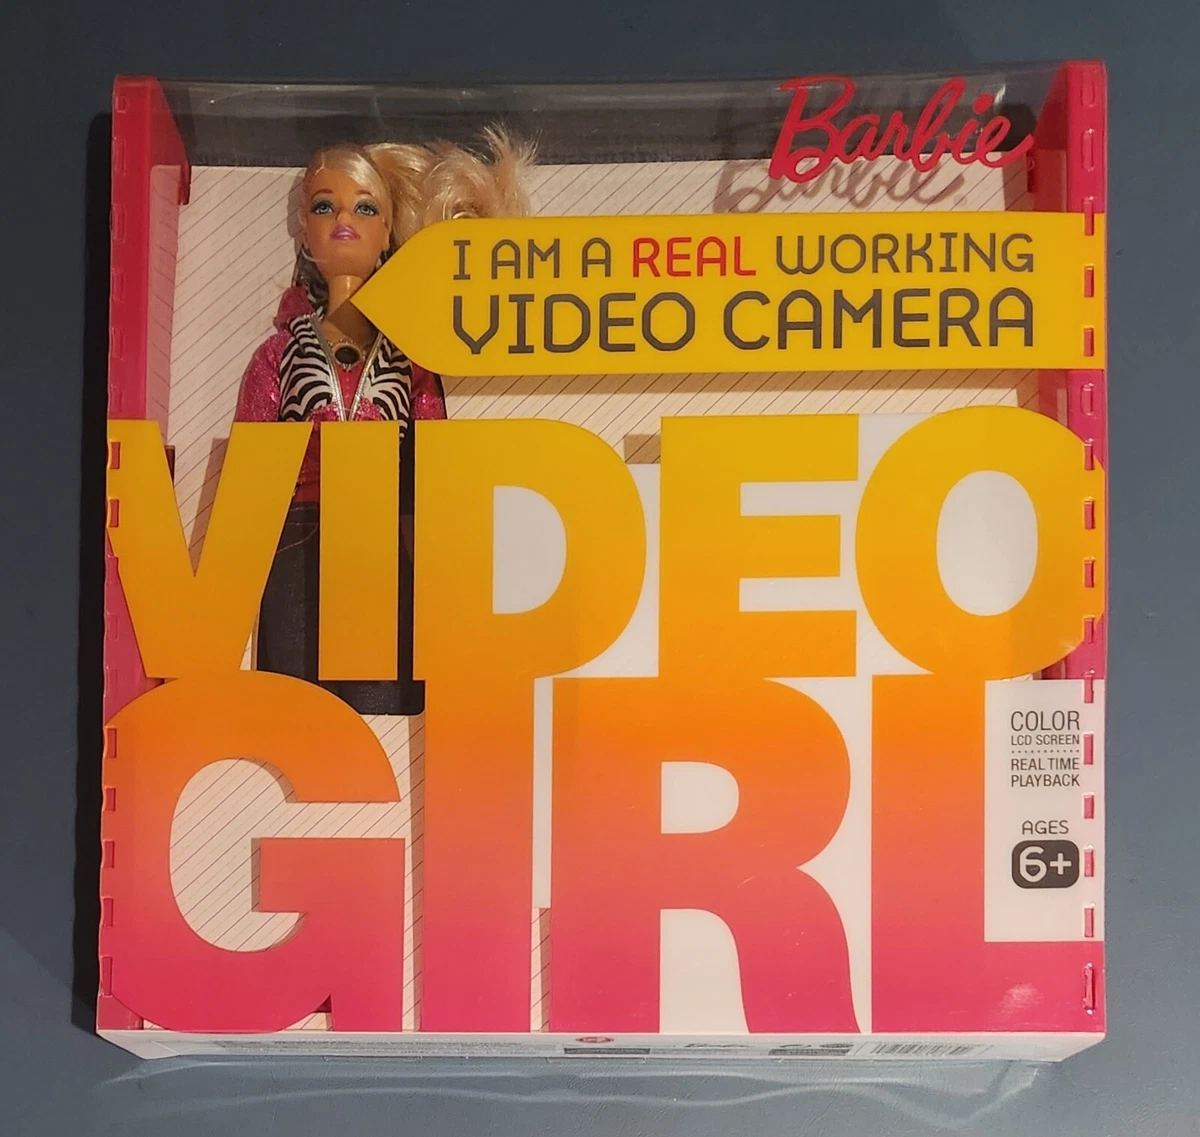 Barbie
I AM A REAL WORKING
VIDEO CAMERA
VIDEO
GIRL
COLOR
LCD SCREEN
REAL TIME
PLAYBACK
AGES
6+